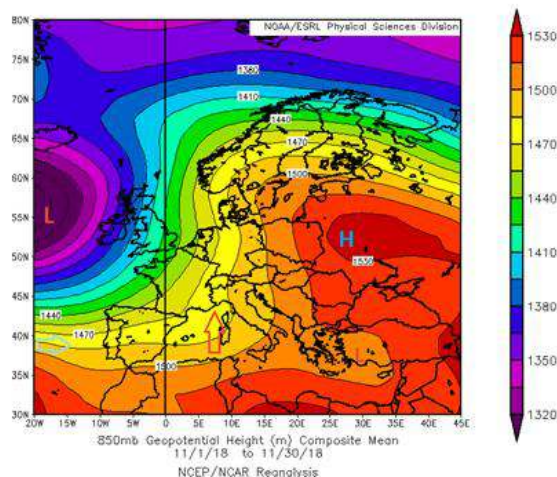 NOAA/ESRL Physical Sciences Division
80N
70N
65N
60N
55N
50N
45N
40N
35N
30N
20W 15W 10W 5W 0 5E 10E 15E 20E 25E 30E 35E 40E 45E
1410
1440
1470
1500
L
H
1440
1470
1500
L
850mb Geopotential Height (m) Composite Mean
11/1/18 to 11/30/18
NCEP/NCAR Reanalysis
1530
1500
1470
1440
1410
1380
1350
1320